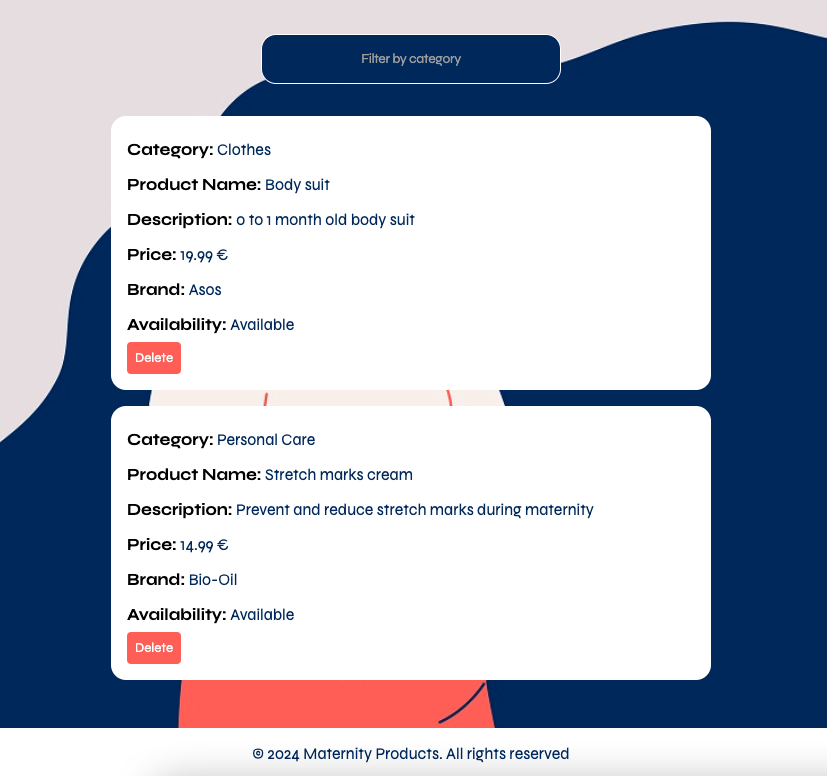 Filter by category
Category: Clothes
Product Name: Body suit
Description: 0 to 1 month old body suit
Price: 19.99 €
Brand: Asos
Availability: Available
Delete
Category: Personal Care
Product Name: Stretch marks cream
Description: Prevent and reduce stretch marks during maternity
Price: 14.99 €
Brand: Bio-Oil
Availability: Available
Delete
© 2024 Maternity Products. All rights reserved